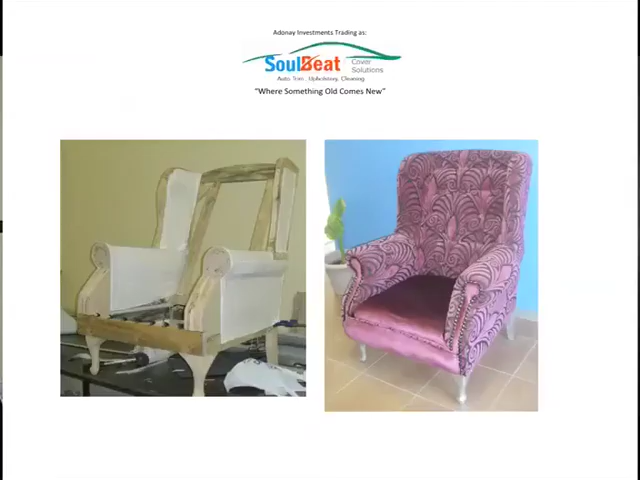 Adonay Investments Trading as:
SoulBeat Cover
Solutions
Auto Trim, Upholstery, Cleaning
"Where Something Old Comes New"